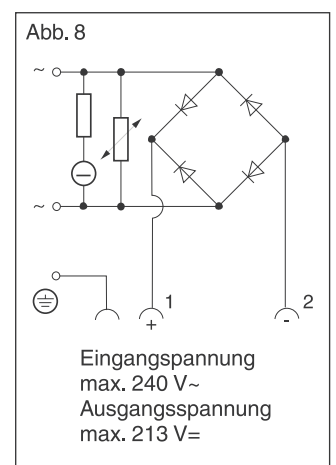 Abb. 8
~
~
1
2
+
-
Eingangspannung
max. 240 V~
Ausgangsspannung
max. 213 V=